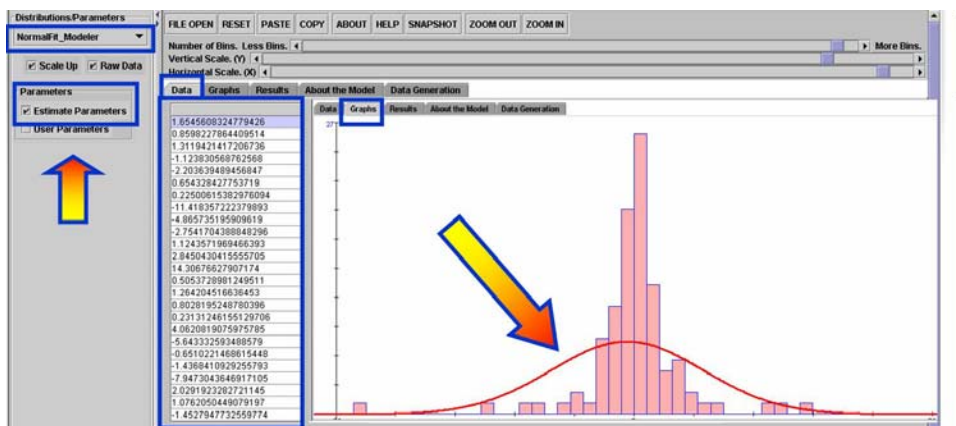 Distributions/Parameters
NormalFit_Modeler
Scale Up Raw Data
Parameters
Estimate Parameters
User Parameters
FILE OPEN RESET PASTE COPY ABOUT HELP SNAPSHOT ZOOM OUT ZOOM IN
Number of Bins. Less Bins. More Bins.
Vertical Scale. (Y)
Horizontal Scale. (X)
Data Graphs Results About the Model Data Generation
1.6545608324779426
0.8598227864409514
1.3119421417206736
-1.123830568762568
-2.203639489456847
0.654328427753719
0.22500615382976094
-11.418357222379893
-4.865735195909619
-2.7541704388848296
1.1243571969466393
2.8450430415555705
14.30676627907174
0.5053728981249511
1.264204516636453
0.8028195248780396
0.23131246155129706
4.0620819075975785
-5.643332593488579
-0.6510221468615448
-1.4368410929255793
-7.9473043646917105
2.0291923282721145
1.0762050449079197
-1.45279477325 59774
Data Graphs Results About the Model Data Generation